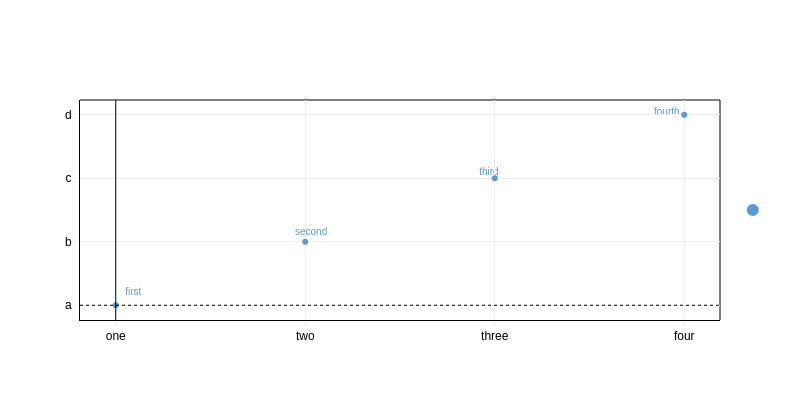 d
fourth
c
third
b
second
first
a
one two three four